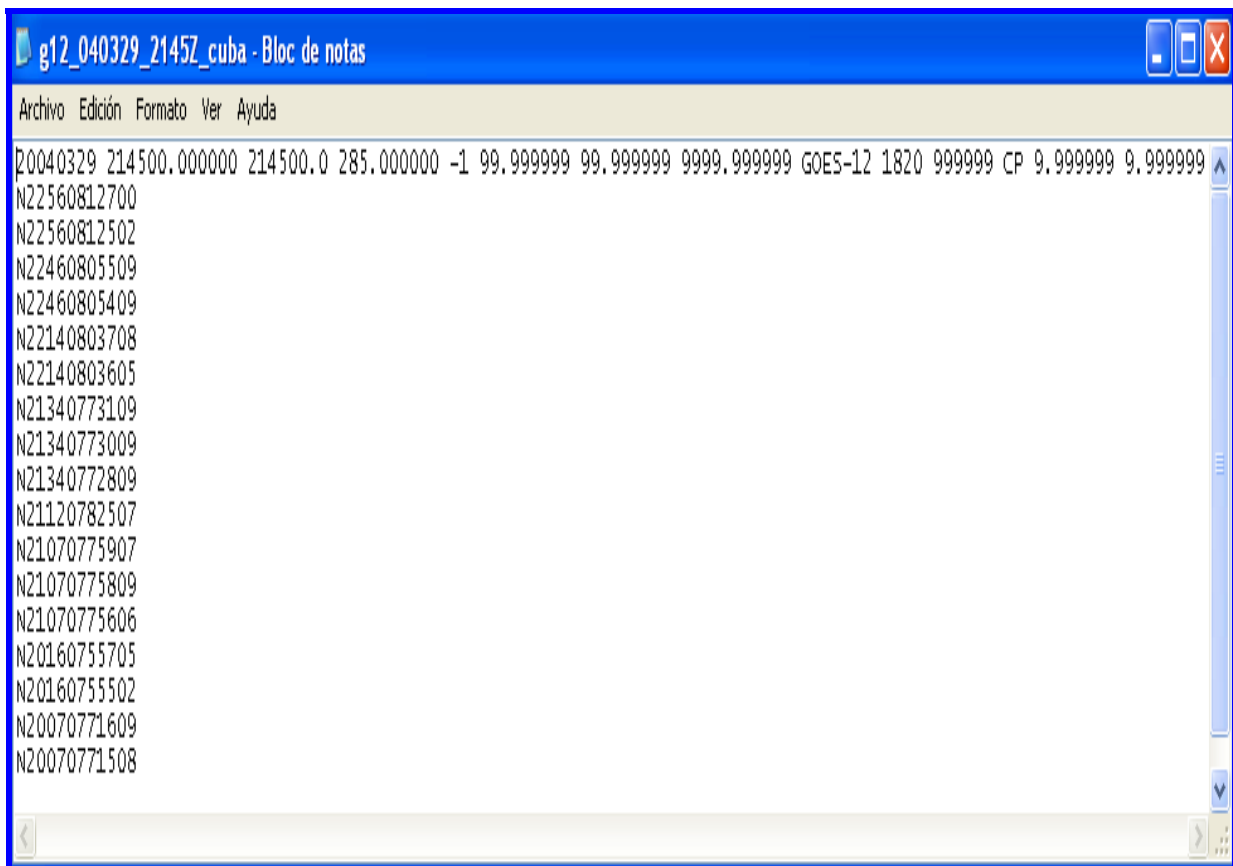 g12_040329_2145Z_cuba - Bloc de notas
Archivo Edición Formato Ver Ayuda
20040329 214500.000000 214500.0 285.000000 -1 99.999999 99.999999 9999.999999 GOES-12 1820 999999 CP 9.999999 9.999999
N22560812700
N22560812502
N22460805509
N22460805409
N22140803708
N22140803605
N21340773109
N21340773009
N21340772809
N21120782507
N21070775907
N21070775809
N21070775606
N20160755705
N20160755502
N20070771609
N20070771508